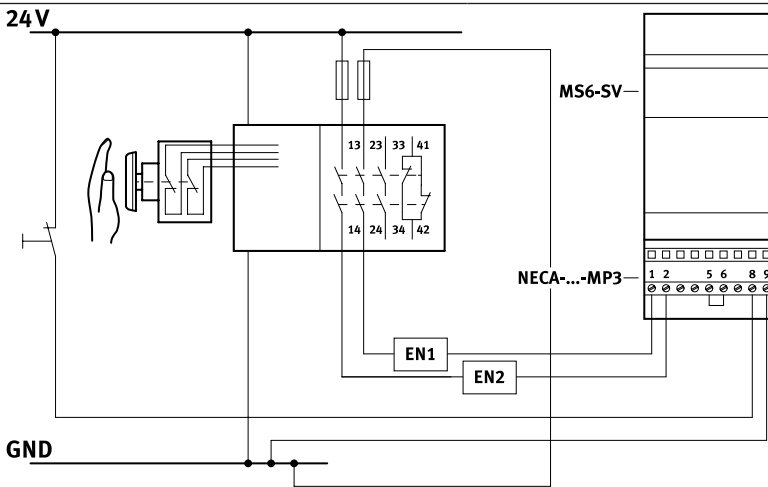 24 V
MS6-SV
13 23 33 41
14 24 34 42
NECA-...-MP3
1 2 5 6 8 9
EN1
EN2
GND